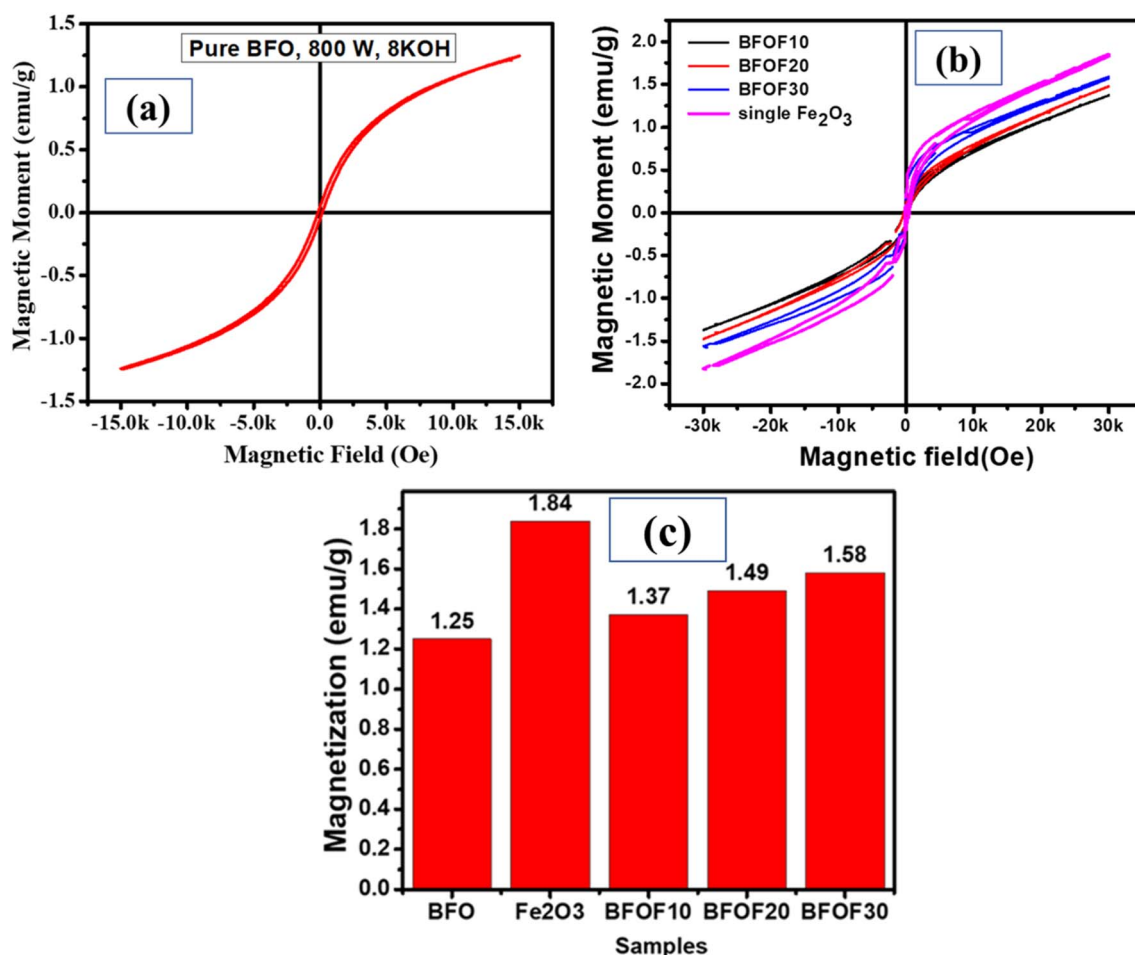 Pure BFO, 800 W, 8KOH
(a)
Magnetic Moment (emu/g)
1.5
1.0
0.5
0.0
-0.5
-1.0
-1.5
-15.0k -10.0k -5.0k 0.0 5.0k 10.0k 15.0k
Magnetic Field (Oe)
BFOF10
BFOF20
BFOF30
single Fe2O3
(b)
Magnetic Moment (emu/g)
2.0
1.5
1.0
0.5
0.0
-0.5
-1.0
-1.5
-2.0
-30k -20k -10k 0 10k 20k 30k
Magnetic field(Oe)
(c)
Magnetization (emu/g)
1.8
1.6
1.4
1.2
1.0
0.8
0.6
0.4
0.2
0.0
1.25
1.84
1.37
1.49
1.58
BFO Fe2O3 BFOF10 BFOF20 BFOF30
Samples